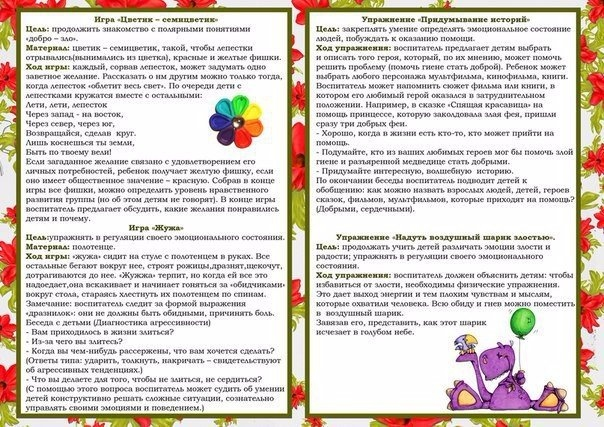 Игра «Цветик – семицветик»
Цель: продолжить знакомство с полярными понятиями
«добро – зло».
Материал: цветик – семицветик, такой, чтобы лепестки
отрывались(вынимались из цветка), красные и желтые фишки.
Ход игры: каждый, сорвав лепесток, может задумать одно
заветное желание. Рассказать о нм другим можно только тогда,
когда лепесток «облетит весь свет». По очереди дети с
лепестками кружатся вместе с остальными:
Лети, лети, лепесток
Через запад - на восток,
Через север, через юг,
Возвращайся, сделав круг.
Лишь коснешься ты земли,
Быть по твоему вели!
Если загаданное желание связано с удовлетворением его
личных потребностей, ребенок получает желтую фишку, если
оно имеет общественное значение – красную. Собрав в конце
игры все фишки, можно определить уровень нравственного
развития группы (но об этом детям не говорят). В конце игры
воспитатель предлагает обсудить, какие желания понравились
детям и почему.
Игра «Жужа»
Цель:упражнять в регуляции своего эмоционального состояния.
Материал: полотенце.
Ход игры: «жужа» сидит на стуле с полотенцем в руках. Все
остальные бегают вокруг нее, строят рожицы,дразнят,щекочут,
дотрагиваются до нее. «Жужжа» терпит, но когда ей все это
надоедает,она вскакивает и начинает гоняться за «обидчиками»
вокруг стола, стараясь хлестнуть их полотенцем по спинам.
Замечание: воспитатель следит за формой выражения
«дразнилок»: они не должны быть обидными, причинять боль.
Беседа с детьми (Диагностика агрессивности)
- Вам приходилось в жизни злиться?
- Из-за чего вы злитесь?
- Когда вы чем-нибудь рассержены, что вам хочется сделать?
(Ответы типа: ударить, толкнуть, накричать – свидетельствуют
об агрессивных тенденциях.)
- Что вы делаете для того, чтобы не злиться, не сердиться?
(С помощью этого вопроса воспитатель может судить об умении
детей конструктивно решать сложные ситуации, сознательно
управлять своими эмоциями и поведением.)
Упражнение «Придумывание историй»
Цель: закреплять умение определять эмоциональное состояние
людей, побуждать к оказанию помощи.
Ход упражнения: воспитатель предлагает детям выбрать
и описать того героя, который, по их мнению, может помочь
решить проблему (помочь гиене стать доброй). Ребенок может
выбрать любого персонажа мультфильма, кинофильма, книги.
Воспитатель может напомнить сюжет фильма или книги, в
котором его любимый герой оказался в затруднительном
положении. Например, в сказке «Спящая красавица» на
помощь принцессе, которую заколдовала злая фея, пришли
сразу три добрых феи.
- Хорошо, когда в жизни есть кто-то, кто может прийти на
помощь.
- Подумайте, кто из ваших любимых героев мог бы помочь злой
гиене и разъяренной медведице стать добрыми.
- Придумайте интересную, волшебную историю.
По окончании беседы воспитатель подводит детей к
обобщению: как можно назвать взрослых людей, детей, героев
сказок, фильмов, мультфильмов, которые приходят на помощь?
(Добрыми, сердечными).
Упражнение «Надуть воздушный шарик злостью».
Цель: продолжать учить детей различать эмоции злости и
радости; упражнять в регуляции своего эмоционального
состояния.
Ход упражнения: воспитатель должен объяснить детям: чтобы
избавиться от злости, необходимы физические упражнения.
Это дает выход энергии и тем плохим чувствам и мыслям,
которые охватили человека. Всю обиду и гнев можно поместить
в воздушный шарик.
Завязав его, представить, как этот шарик
исчезает в голубом небе.